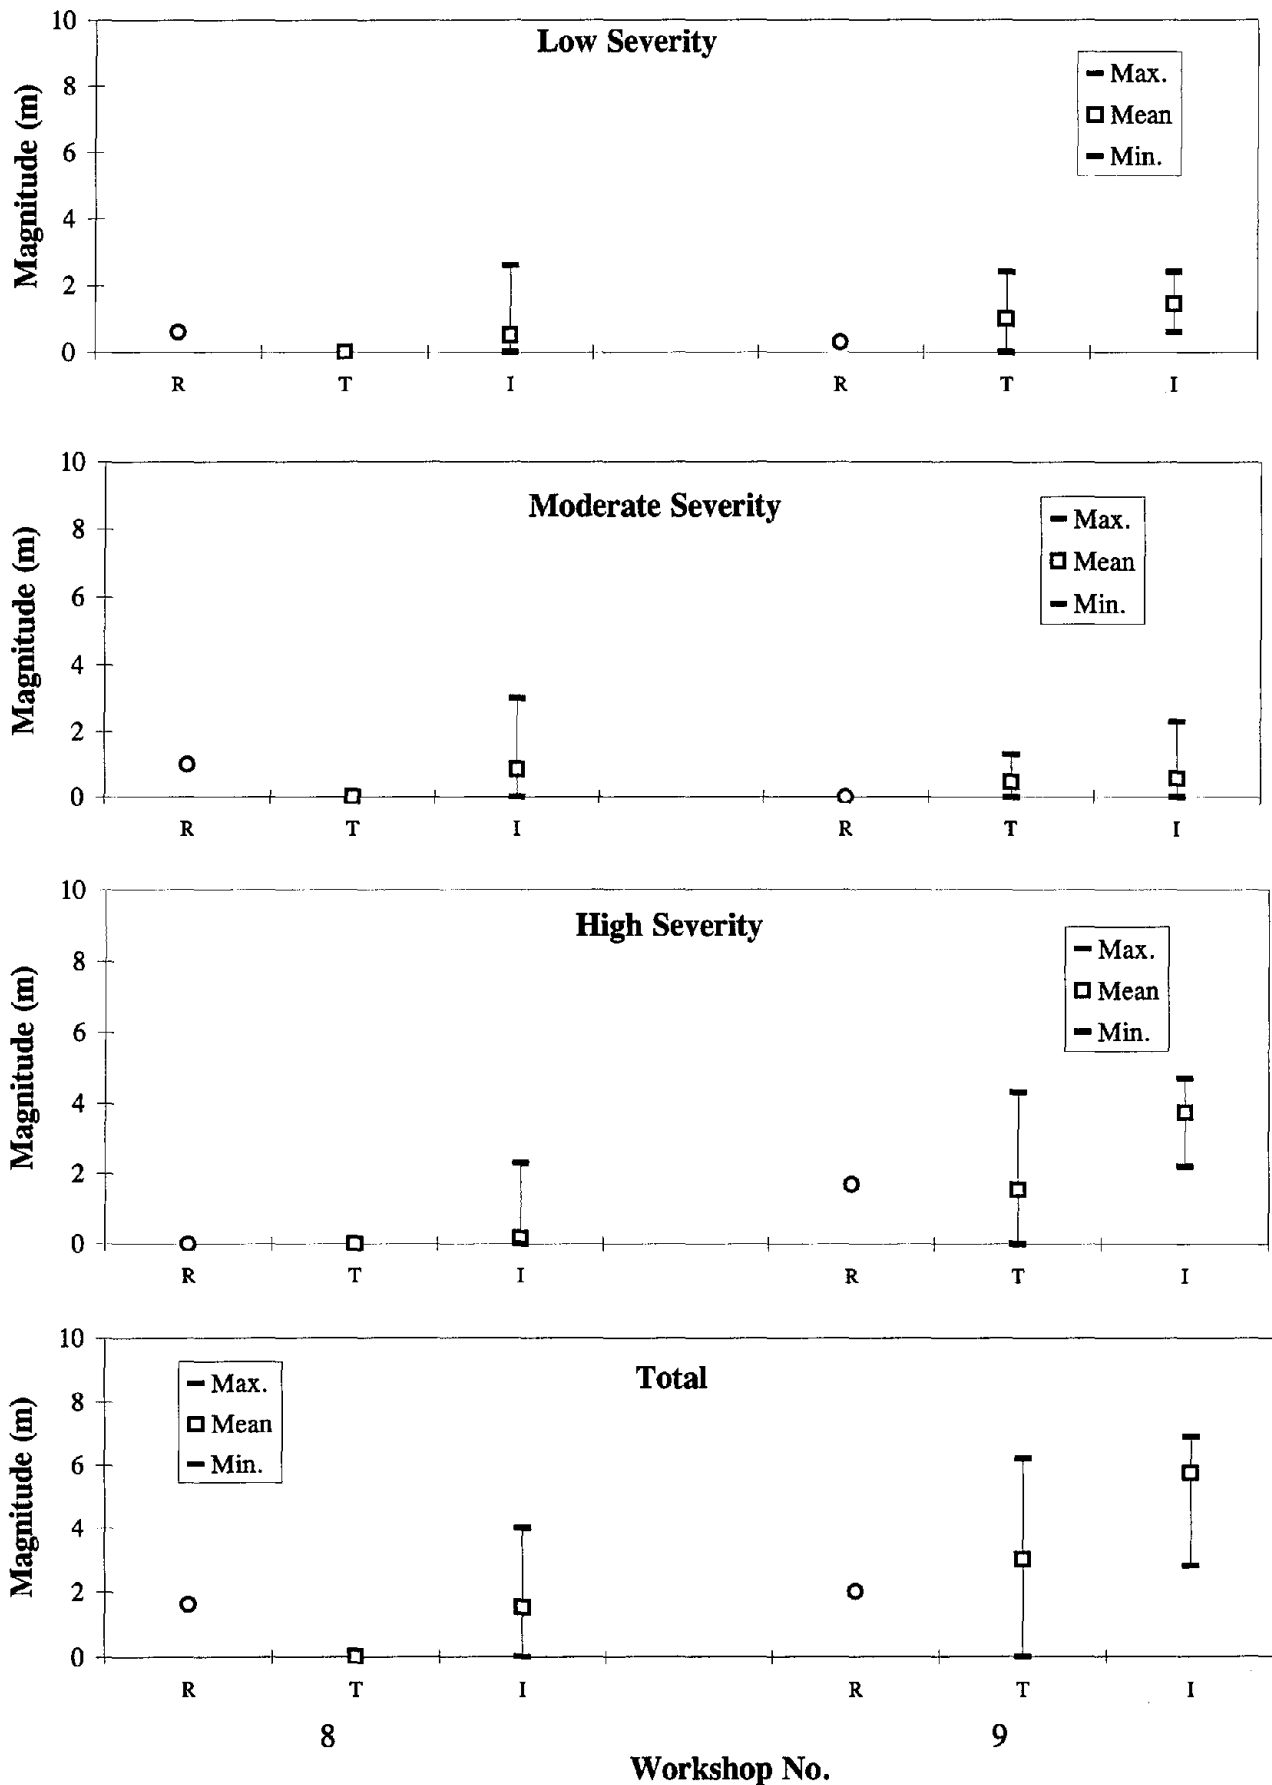 Low Severity
Magnitude (m)
10
8
6
4
2
0
Max.
Mean
Min.
R T I R T I
Moderate Severity
Magnitude (m)
10
8
6
4
2
0
Max.
Mean
Min.
R T I R T I
High Severity
Magnitude (m)
10
8
6
4
2
0
Max.
Mean
Min.
R T I R T I
Total
Magnitude (m)
10
8
6
4
2
0
Max.
Mean
Min.
R T I R T I
8 9
Workshop No.